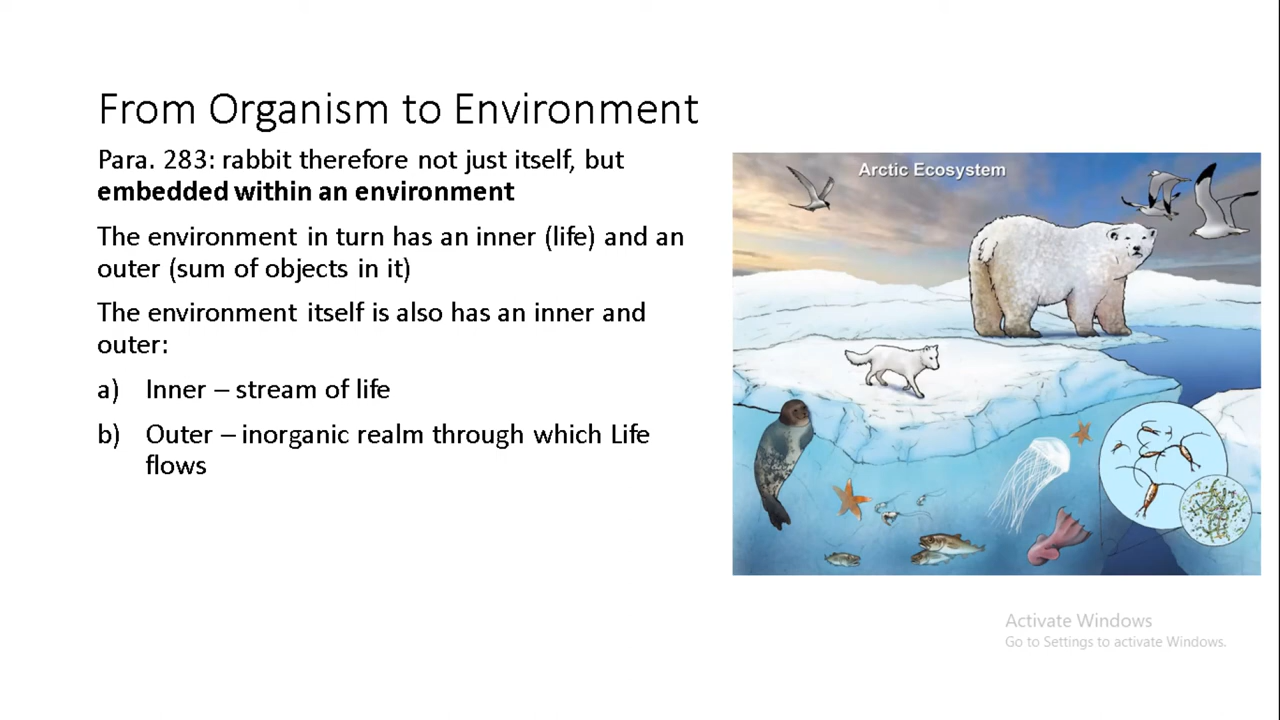 From Organism to Environment
Para. 283: rabbit therefore not just itself, but
embedded within an environment
The environment in turn has an inner (life) and an
outer (sum of objects in it)
The environment itself is also has an inner and
outer:
a) Inner – stream of life
b) Outer – inorganic realm through which Life
flows
Arctic Ecosystem
Activate Windows
Go to Settings to activate Windows.